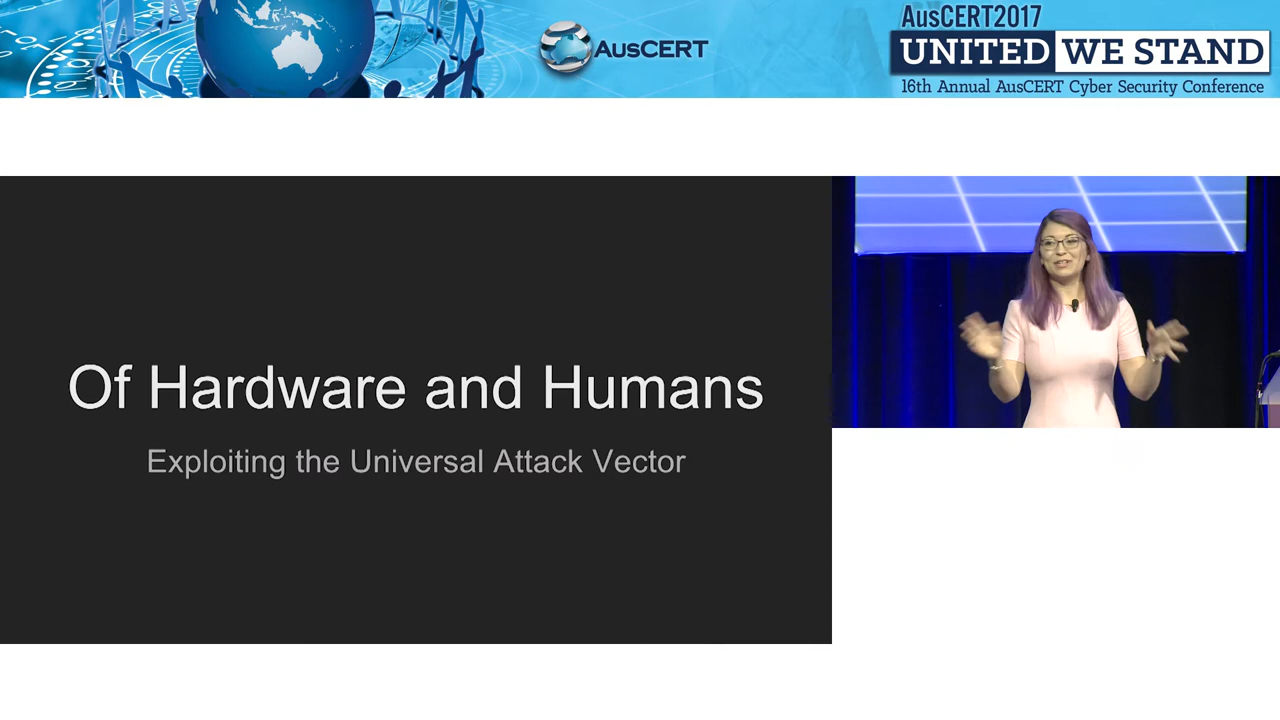 AusCERT
AusCERT2017
UNITED WE STAND
16th Annual AusCERT Cyber Security Conference
Of Hardware and Humans
Exploiting the Universal Attack Vector